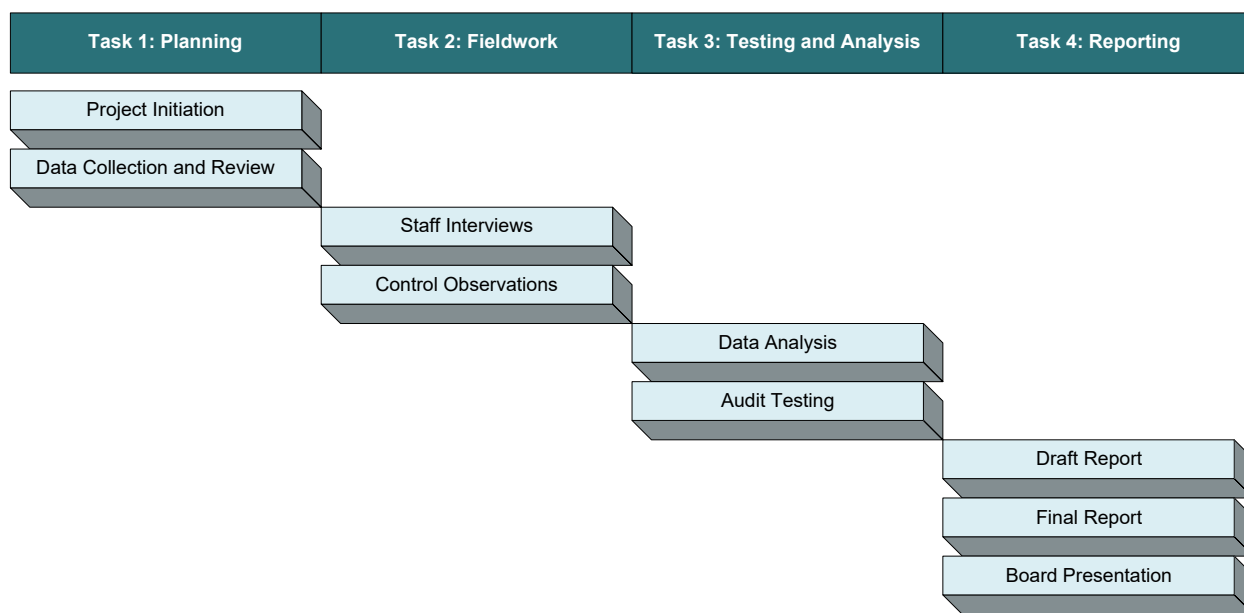 Task 1: Planning
Task 2: Fieldwork
Task 3: Testing and Analysis
Task 4: Reporting
Project Initiation
Data Collection and Review
Staff Interviews
Control Observations
Data Analysis
Audit Testing
Draft Report
Final Report
Board Presentation